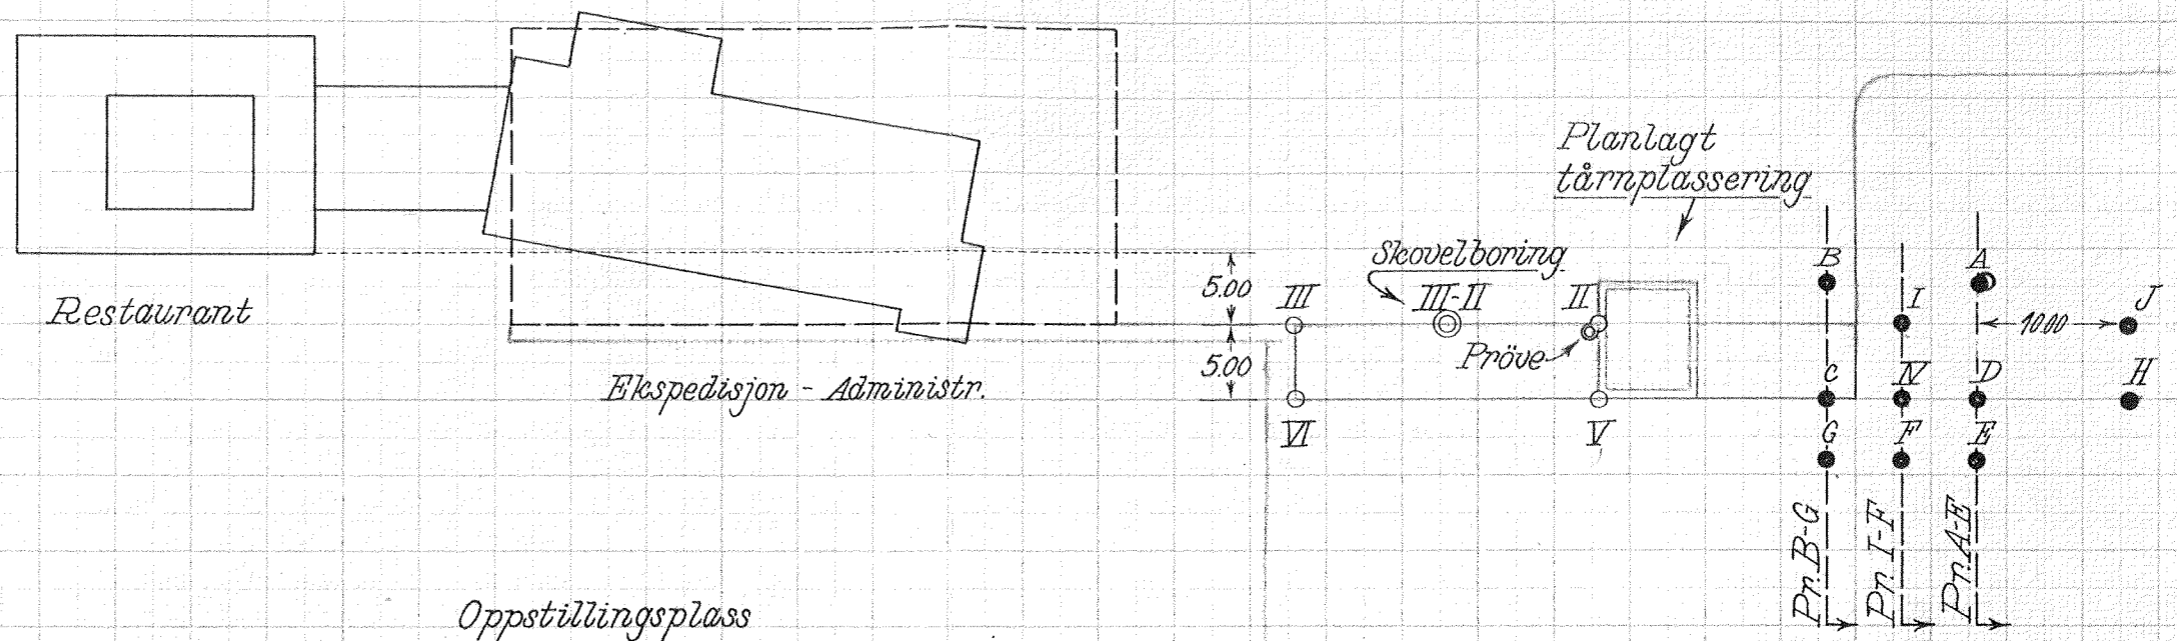 Planlagt
tårnplassering
Skovelboring
B
A
5.00
III
III-II
II
I
J
Restaurant
10.00
Pröve
5.00
C
IV
D
H
Ekspedisjon - Administr.
VI
V
G
F
E
Pr. B-G
Pr. I-F
Pr. A-E
Oppstillingsplass